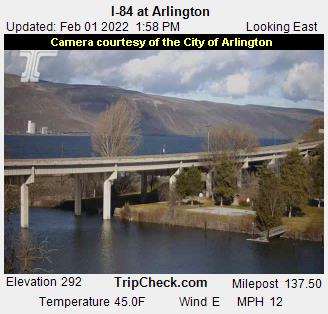 I-84 at Arlington
Updated: Feb 01 2022 1:58 PM Looking East
Camera courtesy of the City of Arlington
Elevation 292 TripCheck.com Milepost 137.50
Temperature 45.0F Wind E MPH 12